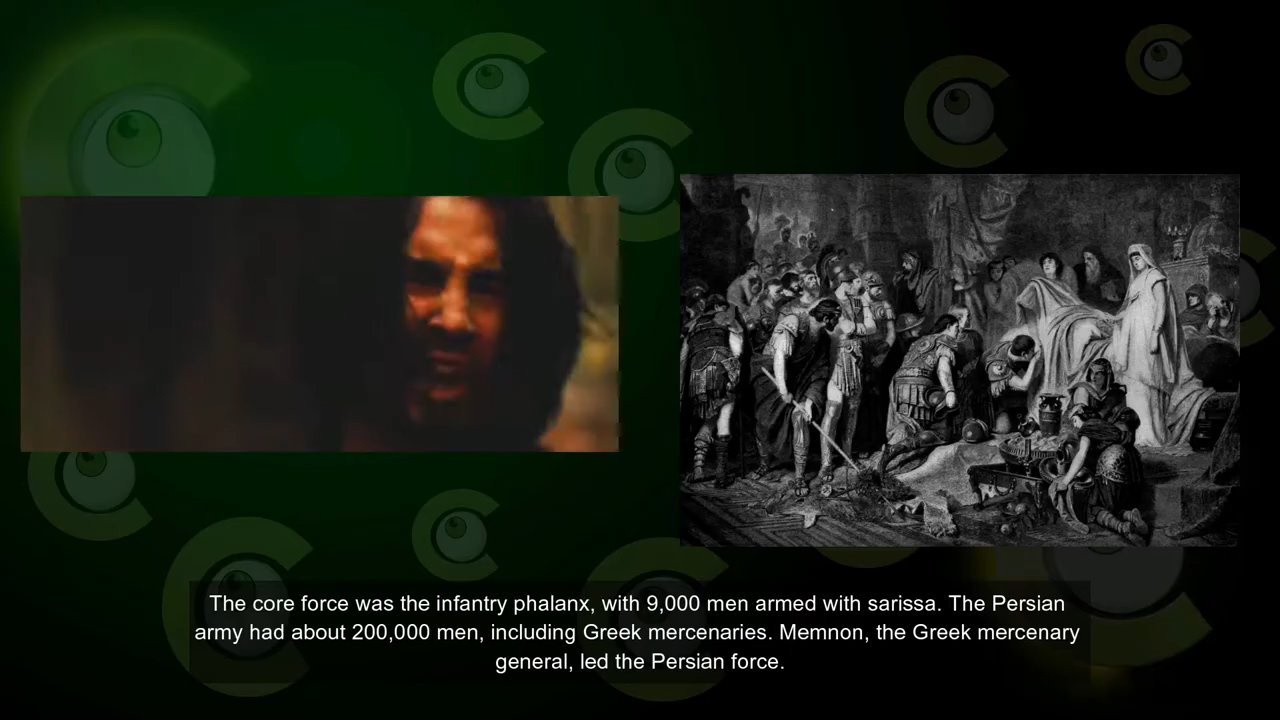 The core force was the infantry phalanx, with 9,000 men armed with sarissa. The Persian
army had about 200,000 men, including Greek mercenaries. Memnon, the Greek mercenary
general, led the Persian force.